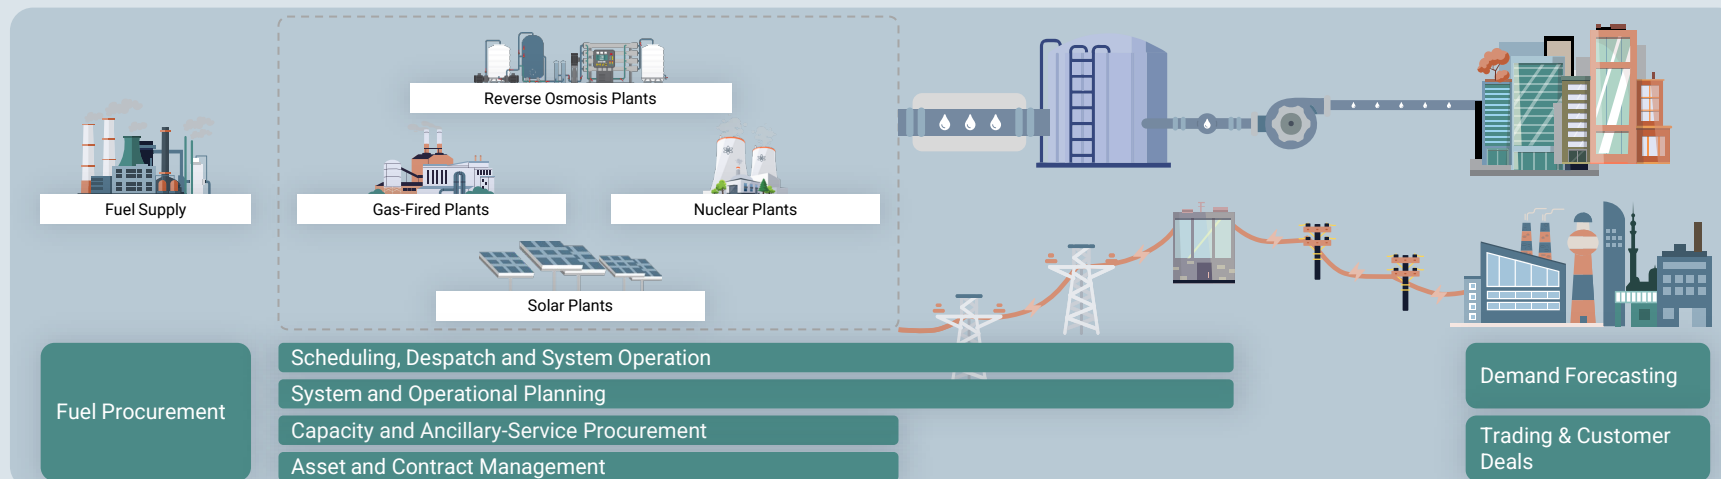 Reverse Osmosis Plants
Fuel Supply
Gas-Fired Plants
Nuclear Plants
Solar Plants
Fuel Procurement
Scheduling, Despatch and System Operation
System and Operational Planning
Capacity and Ancillary-Service Procurement
Asset and Contract Management
Demand Forecasting
Trading & Customer
Deals